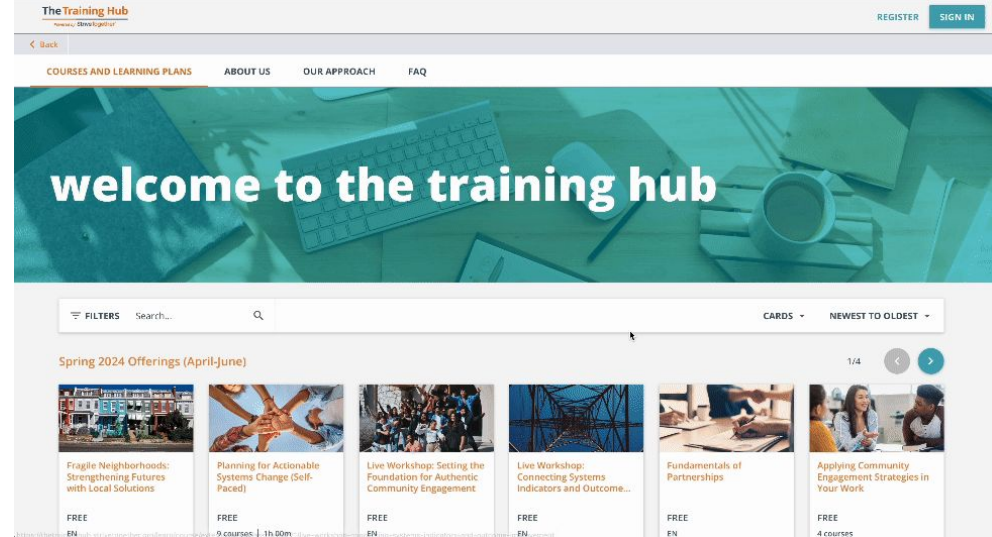 The Training Hub
Powered by StriveTogether
REGISTER
SIGN IN
Back
COURSES AND LEARNING PLANS
ABOUT US
OUR APPROACH
FAQ
welcome to the training hub
FILTERS
Search...
CARDS
NEWEST TO OLDEST
Spring 2024 Offerings (April-June)
1/4
Fragile Neighborhoods:
Strengthening Futures
with Local Solutions
FREE
EN
Planning for Actionable
Systems Change (Self-
Paced)
FREE
9 courses | 1h 00m
Live Workshop: Setting the
Foundation for Authentic
Community Engagement
FREE
EN
Live Workshop:
Connecting Systems
Indicators and Outcome...
FREE
EN
Fundamentals of
Partnerships
FREE
EN
Applying Community
Engagement Strategies in
Your Work
FREE
4 courses